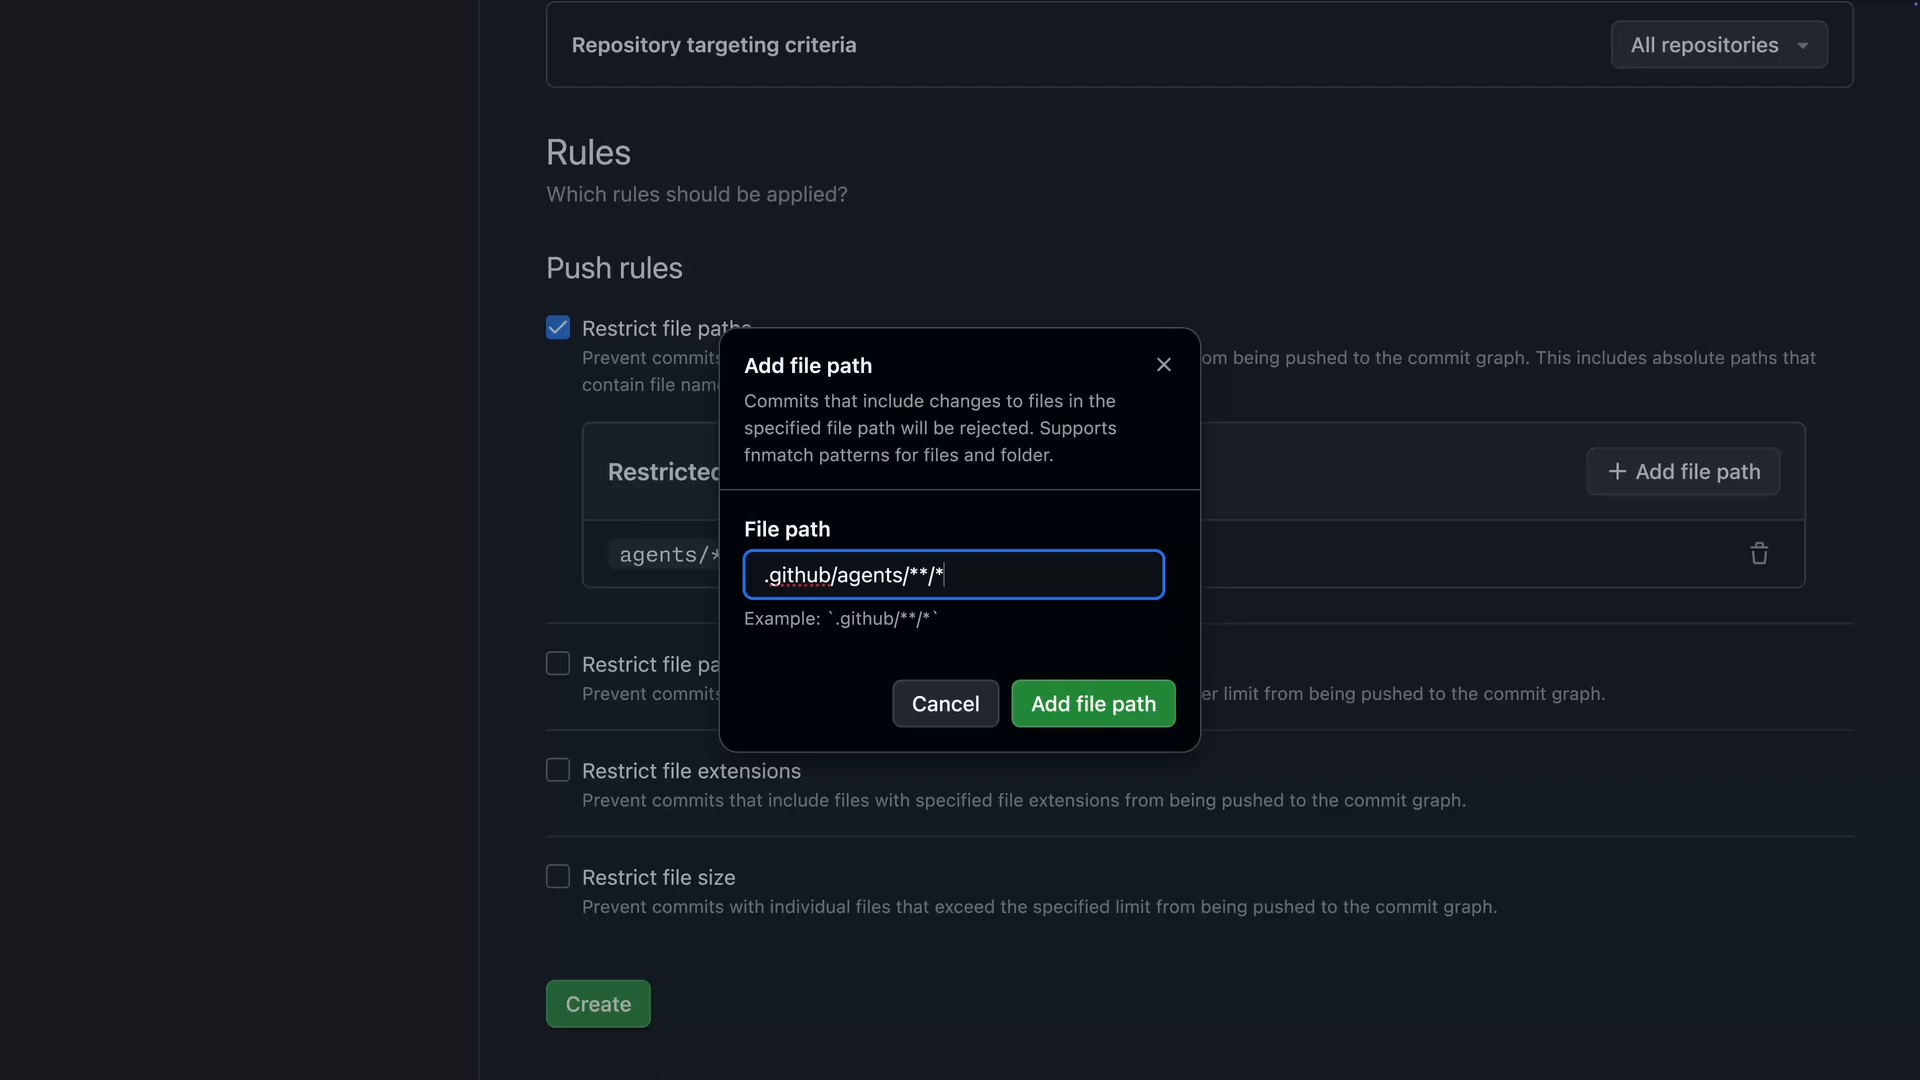 Repository targeting criteria
All repositories
Rules
Which rules should be applied?
Push rules
Restrict file paths
Prevent commits
om being pushed to the commit graph. This includes absolute paths that
contain file nam
Add file path
Commits that include changes to files in the
specified file path will be rejected. Supports
fnmatch patterns for files and folder.
Restricted
Add file path
agents/*
File path
.github/agents/**/*
Example: `.github/**/*`
Cancel
Add file path
Restrict file pa
Prevent commits
er limit from being pushed to the commit graph.
Restrict file extensions
Prevent commits that include files with specified file extensions from being pushed to the commit graph.
Restrict file size
Prevent commits with individual files that exceed the specified limit from being pushed to the commit graph.
Create